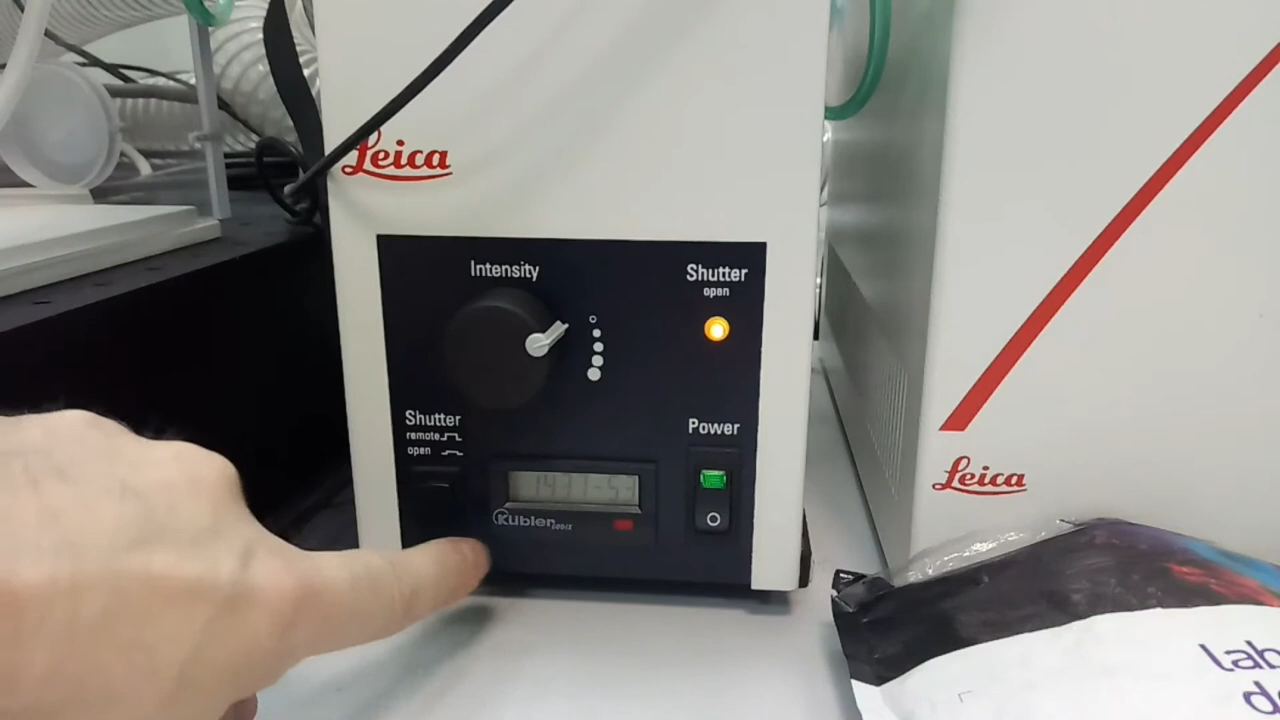 Leica
Intensity
Shutter
open
Shutter
remote
open
Power
Kübler
Leica